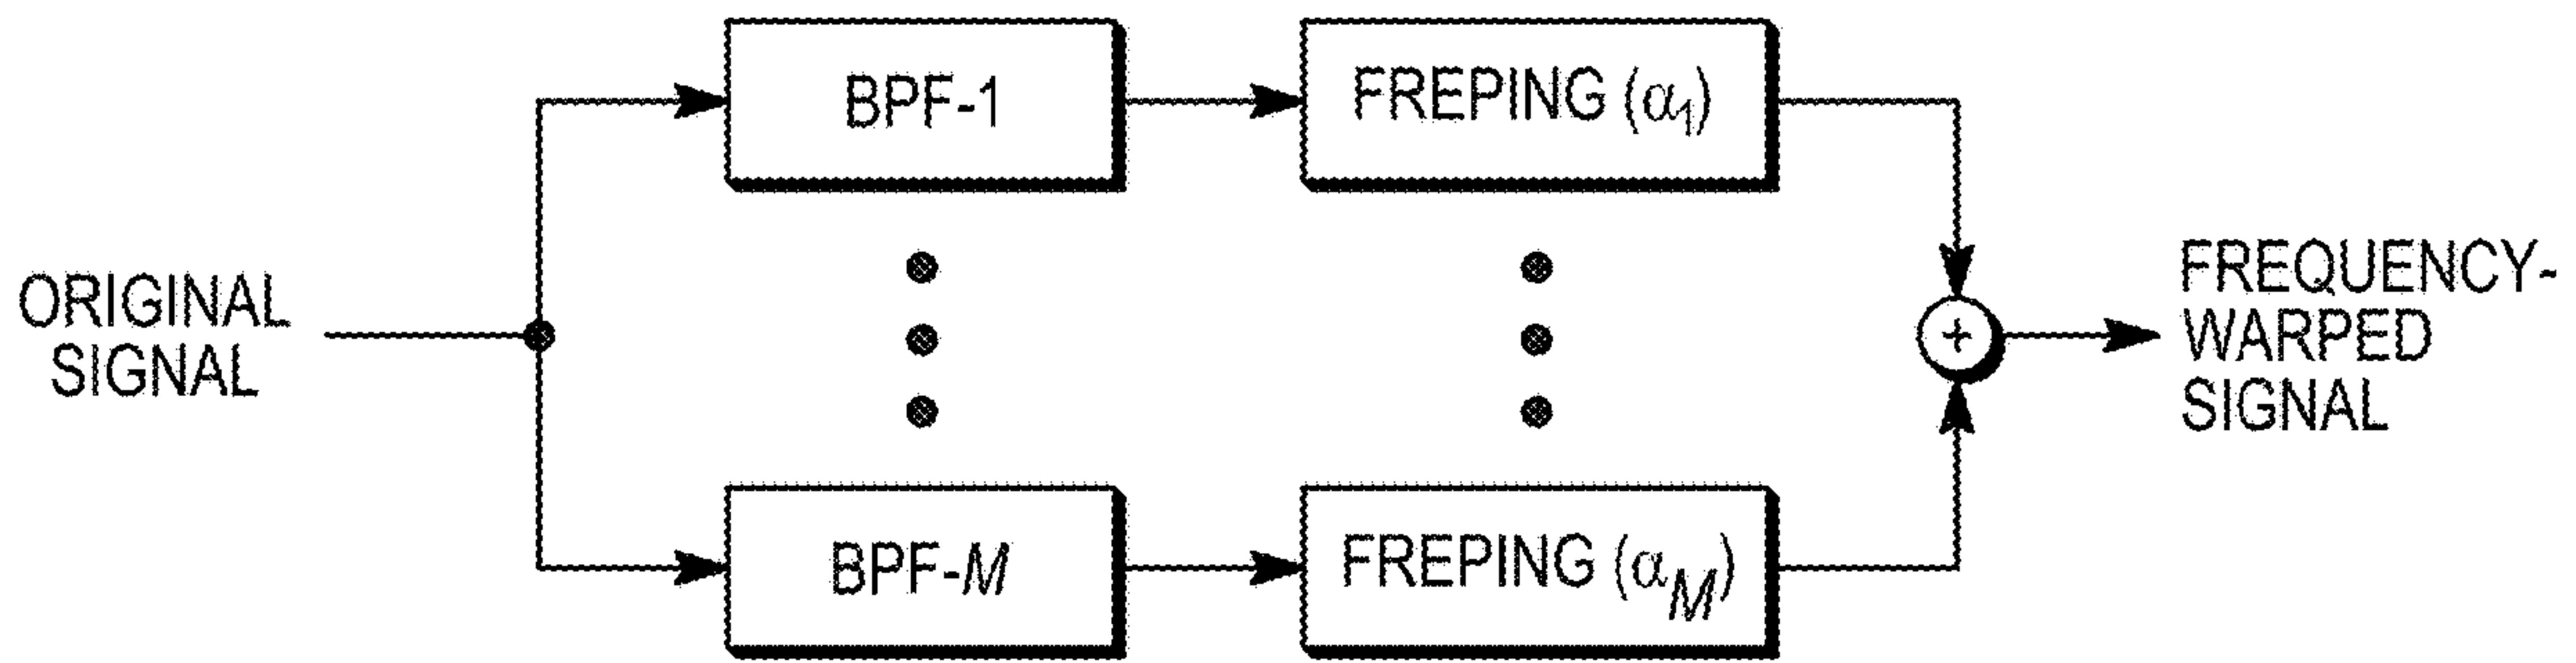 BPF-1
FREPING (α1)
ORIGINAL
SIGNAL
+
FREQUENCY-
WARPED
SIGNAL
BPF-M
FREPING (αM)